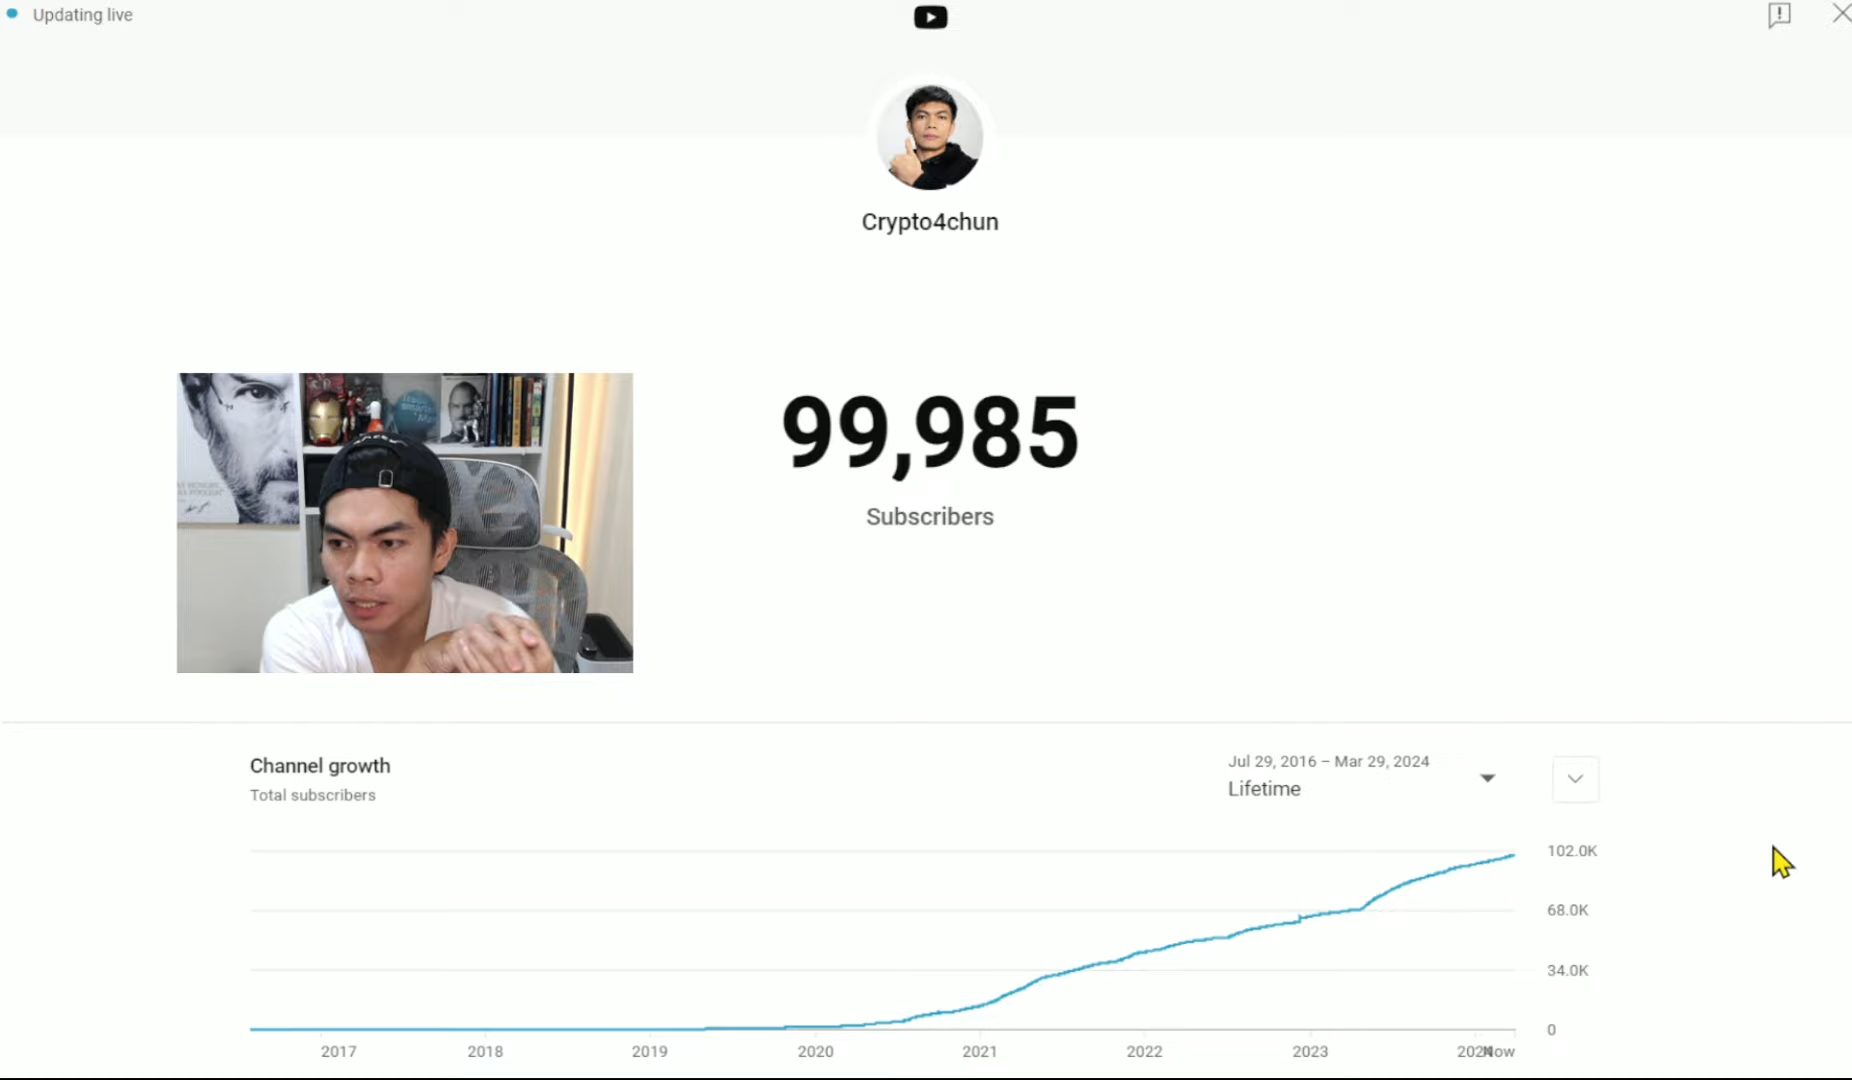 Updating live
Crypto4chun
99,985
Subscribers
Channel growth
Total subscribers
Jul 29, 2016 – Mar 29, 2024
Lifetime
102.0K
68.0K
34.0K
0
2017
2018
2019
2020
2021
2022
2023
Now